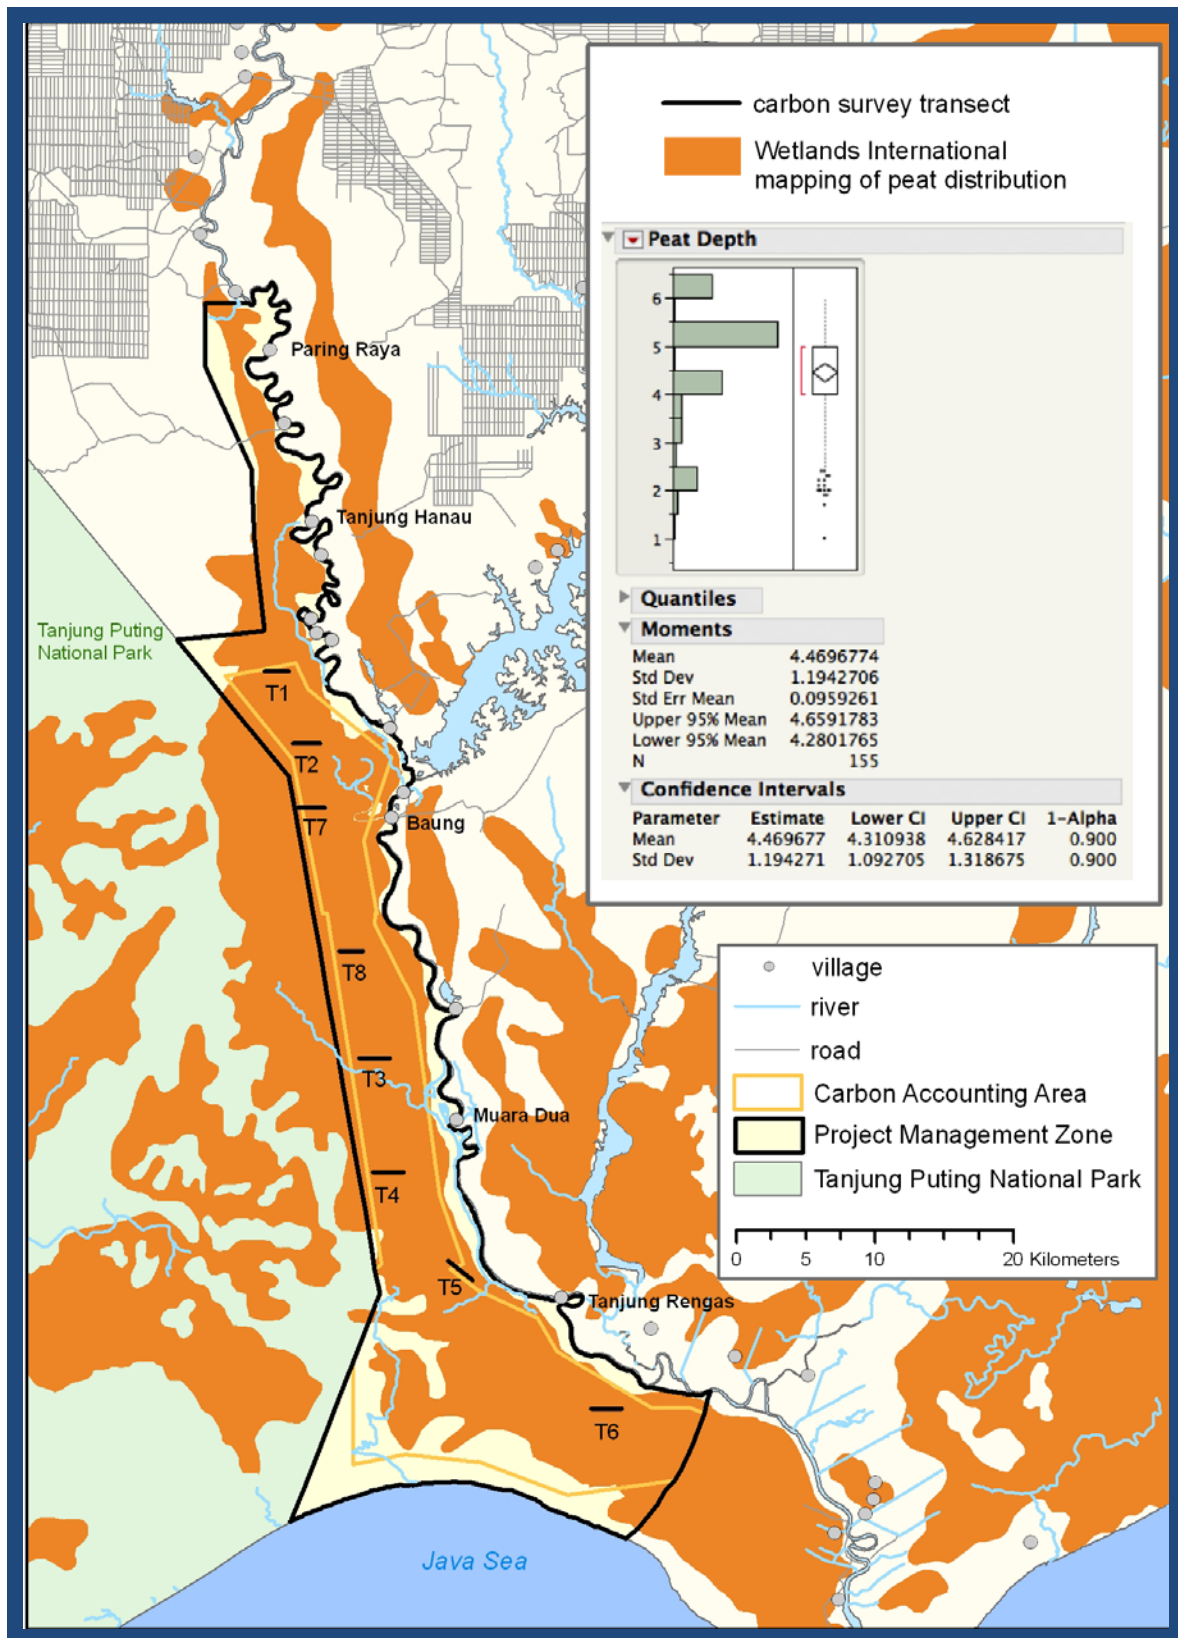 carbon survey transect
Wetlands International
mapping of peat distribution
Peat Depth
6
5
4
3
2
1
Quantiles
Moments
Mean 4.4696774
Std Dev 1.1942706
Std Err Mean 0.0959261
Upper 95% Mean 4.6591783
Lower 95% Mean 4.2801765
N 155
Confidence Intervals
Parameter Estimate Lower CI Upper CI 1-Alpha
Mean 4.469677 4.310938 4.628417 0.900
Std Dev 1.194271 1.092705 1.318675 0.900
Paring Raya
Tanjung Hanau
Tanjung Puting
National Park
T1
T2
T7
Baung
T8
T3
Muara Dua
T4
T5
Tanjung Rengas
T6
Java Sea
village
river
road
Carbon Accounting Area
Project Management Zone
Tanjung Puting National Park
0 5 10 20 Kilometers